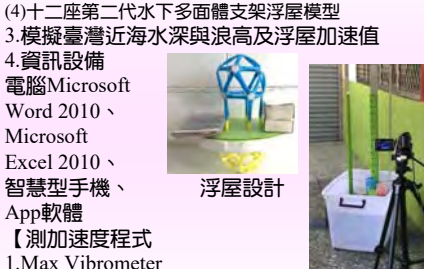 (4)十二座第二代水下多面體支架浮屋模型
3.模擬臺灣近海水深與浪高及浮屋加速值
4.資訊設備
電腦Microsoft
Word 2010、
Microsoft
Excel 2010、
智慧型手機、
App軟體
【測加速度程式
1.Max Vibrometer
浮屋設計